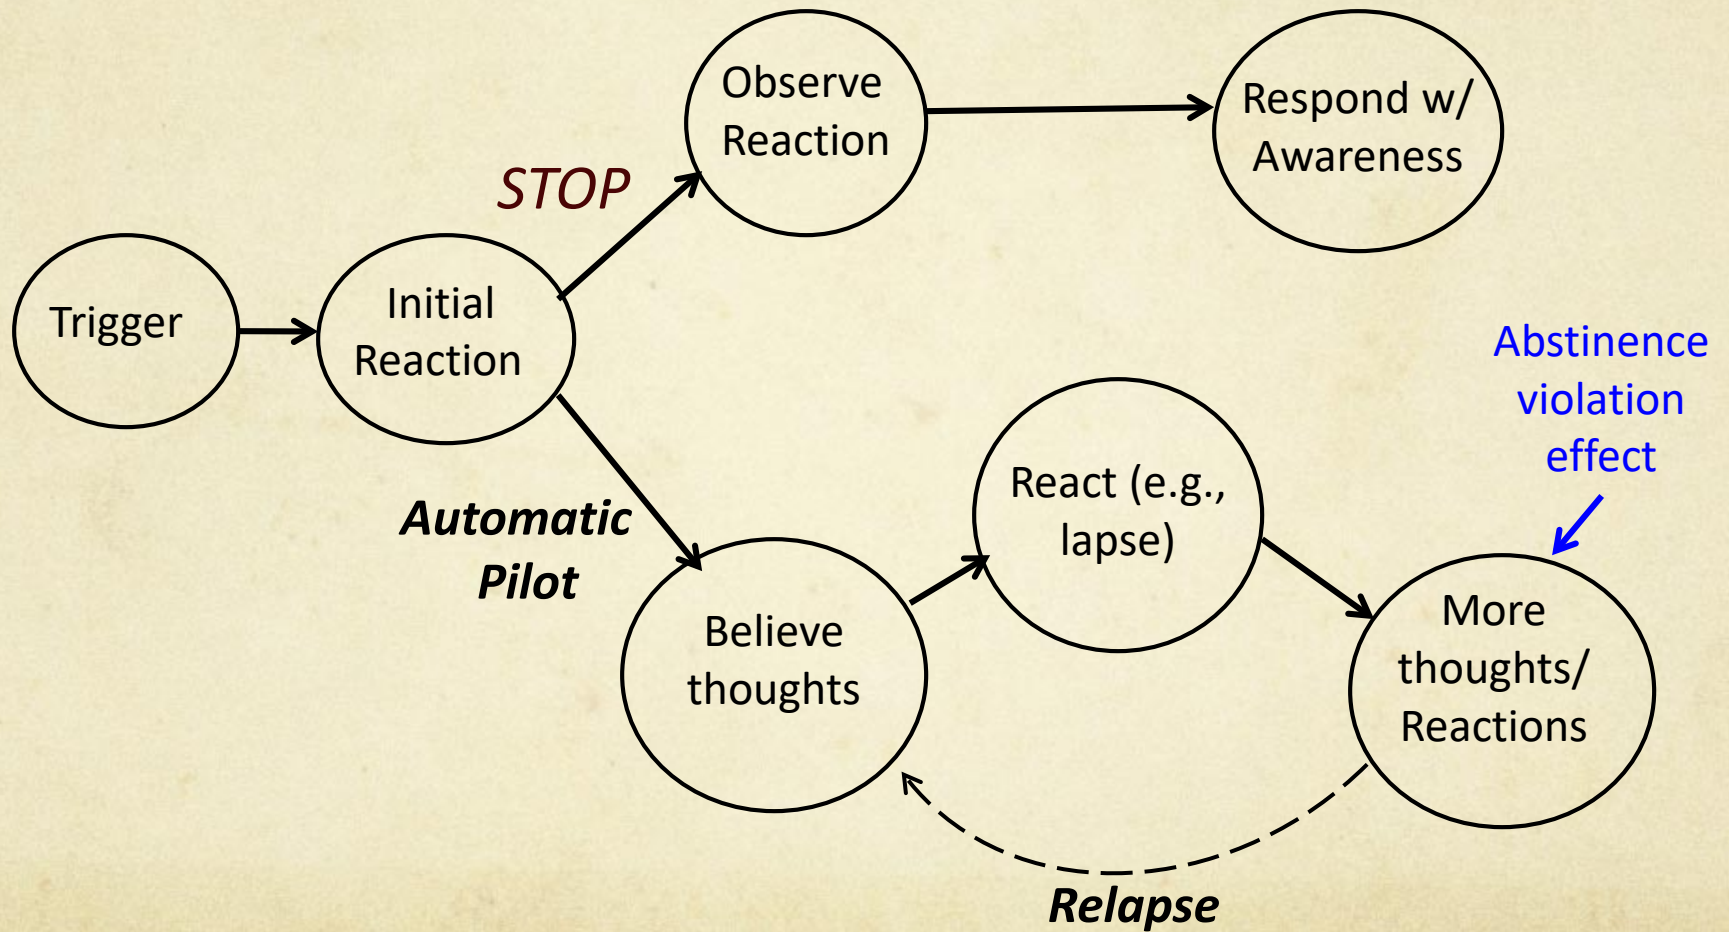 Observe
Reaction
Respond w/
Awareness
STOP
Trigger
Initial
Reaction
Abstinence
violation
effect
Automatic
Pilot
React (e.g.,
lapse)
Believe
thoughts
More
thoughts/
Reactions
Relapse